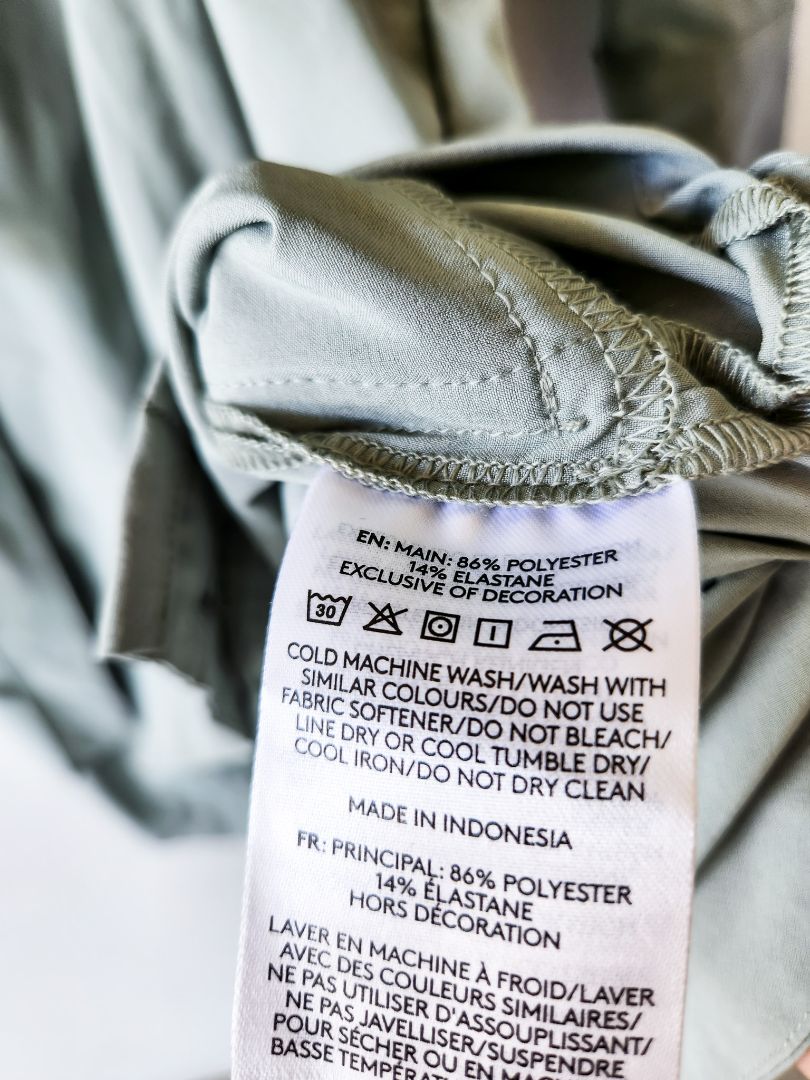 EN: MAIN: 86% POLYESTER
14% ELASTANE
EXCLUSIVE OF DECORATION
30
COLD MACHINE WASH/WASH WITH
SIMILAR COLOURS/DO NOT USE
FABRIC SOFTENER/DO NOT BLEACH/
LINE DRY OR COOL TUMBLE DRY/
COOL IRON/DO NOT DRY CLEAN
MADE IN INDONESIA
FR: PRINCIPAL: 86% POLYESTER
14% ÉLASTANE
HORS DÉCORATION
LAVER EN MACHINE À FROID/LAVER
AVEC DES COULEURS SIMILAIRES/
NE PAS UTILISER D'ASSOUPLISSANT/
NE PAS JAVELLISER/SUSPENDRE
POUR SÉCHER OU EN MACHINE
BASSE